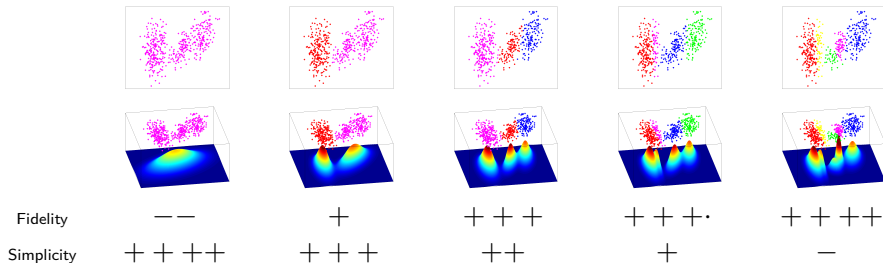 Fidelity −− + + + + + + +· + + ++
Simplicity + + ++ + + + ++ + −